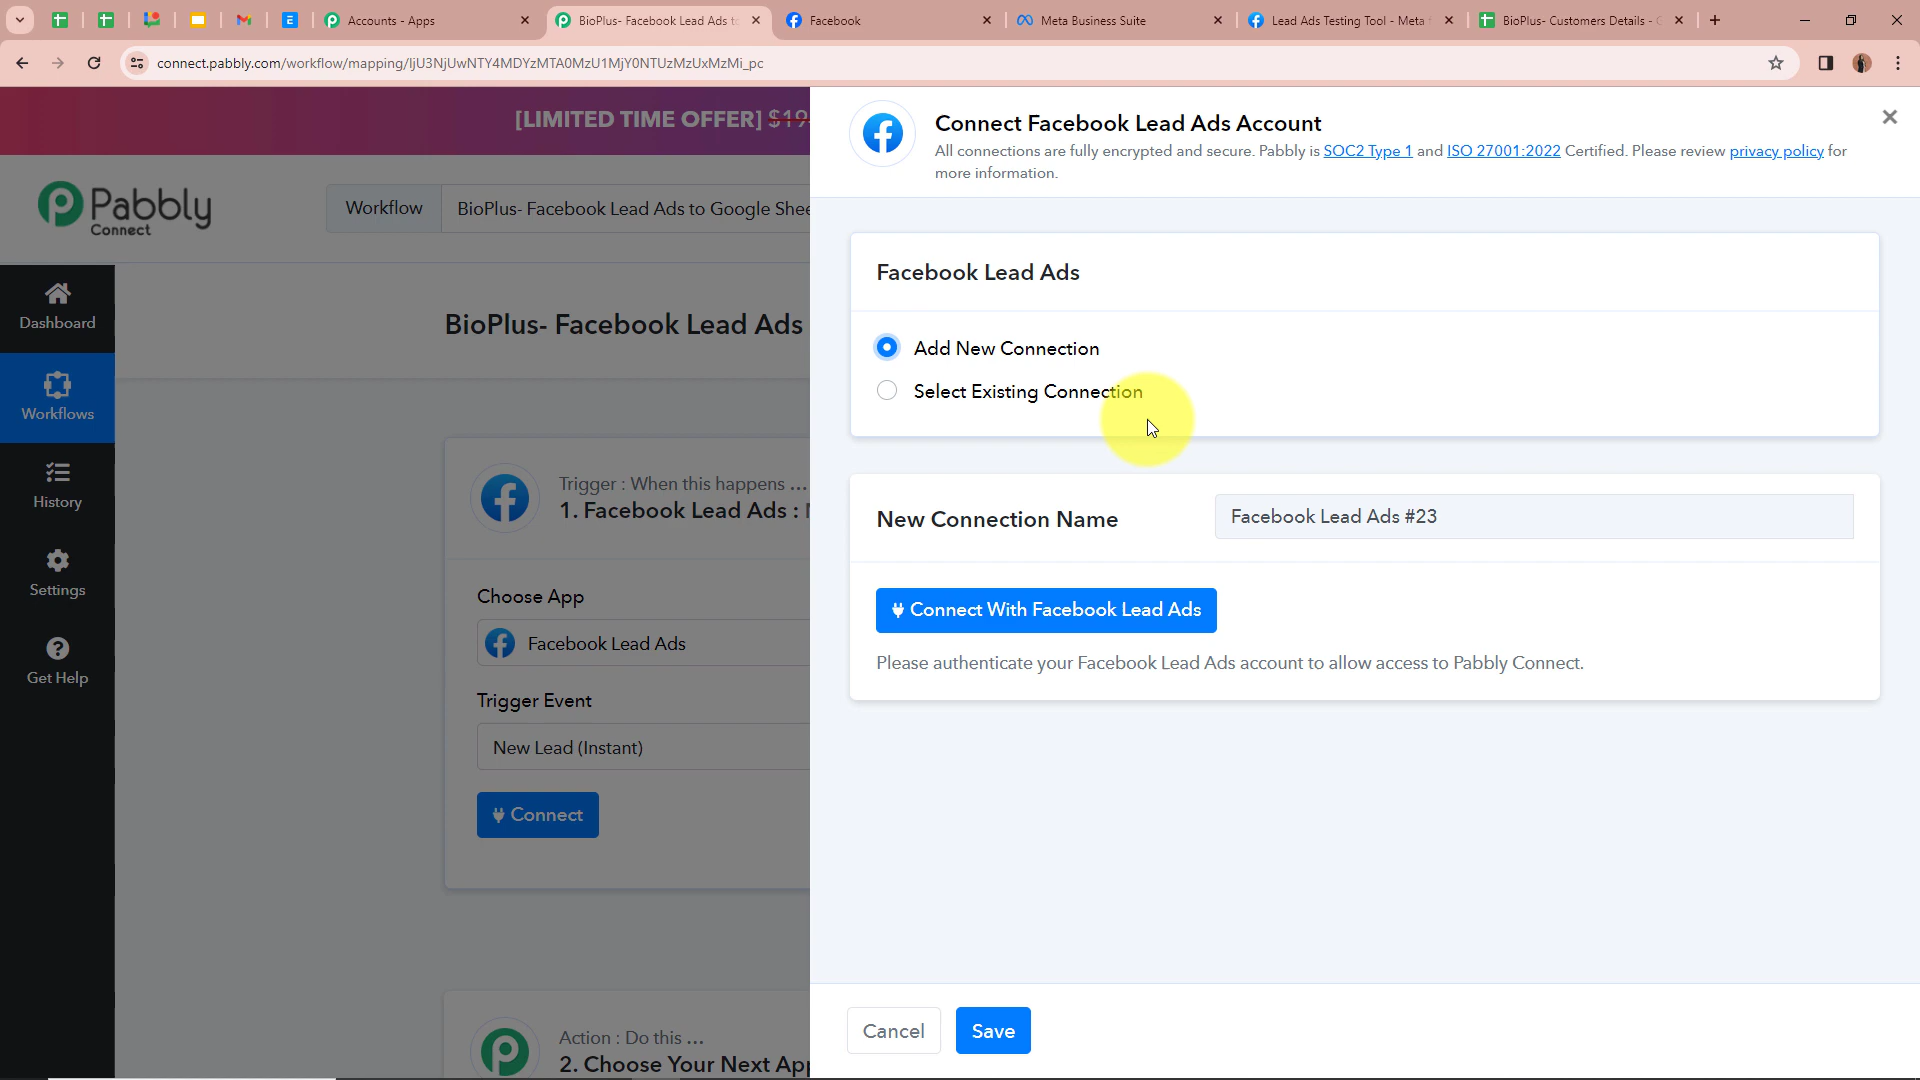 Accounts - Apps
BioPlus- Facebook Lead Ads to
Facebook
Meta Business Suite
Lead Ads Testing Tool - Meta
BioPlus- Customers Details -
connect.pabbly.com/workflow/mapping/
[LIMITED TIME OFFER] $19
Connect Facebook Lead Ads Account
All connections are fully encrypted and secure. Pabbly is SOC2 Type 1 and ISO 27001:2022 Certified. Please review privacy policy for
more information.
Pabbly
Connect
Workflow
BioPlus- Facebook Lead Ads to Google Shee
Dashboard
Workflows
History
Settings
Get Help
BioPlus- Facebook Lead Ads
Trigger : When this happens ...
1. Facebook Lead Ads :
Choose App
Facebook Lead Ads
Trigger Event
New Lead (Instant)
Connect
Action : Do this ...
2. Choose Your Next App
Facebook Lead Ads
Add New Connection
Select Existing Connection
New Connection Name
Facebook Lead Ads #23
Connect With Facebook Lead Ads
Please authenticate your Facebook Lead Ads account to allow access to Pabbly Connect.
Cancel
Save